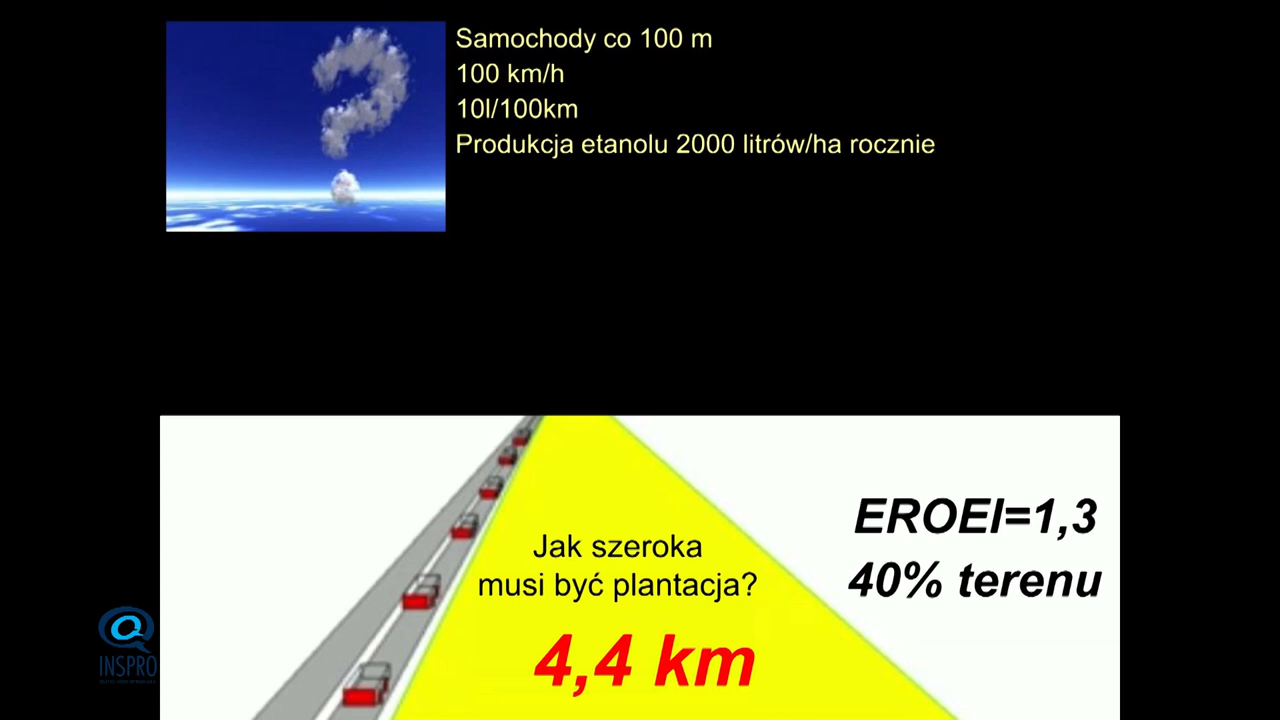 Samochody co 100 m
100 km/h
10l/100km
Produkcja etanolu 2000 litrów/ha rocznie
Jak szeroka
musi być plantacja?
4,4 km
EROEI=1,3
40% terenu
INSPRO